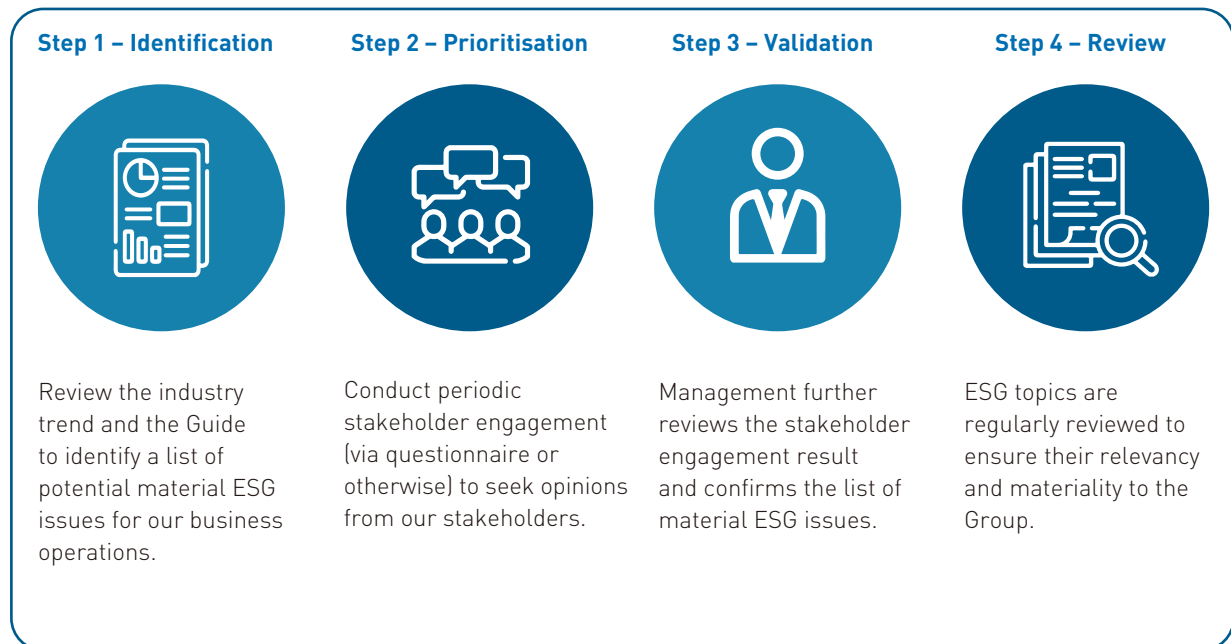 Step 1 – Identification
Review the industry
trend and the Guide
to identify a list of
potential material ESG
issues for our business
operations.
Step 2 – Prioritisation
Conduct periodic
stakeholder engagement
(via questionnaire or
otherwise) to seek opinions
from our stakeholders.
Step 3 – Validation
Management further
reviews the stakeholder
engagement result
and confirms the list of
material ESG issues.
Step 4 – Review
ESG topics are
regularly reviewed to
ensure their relevancy
and materiality to the
Group.